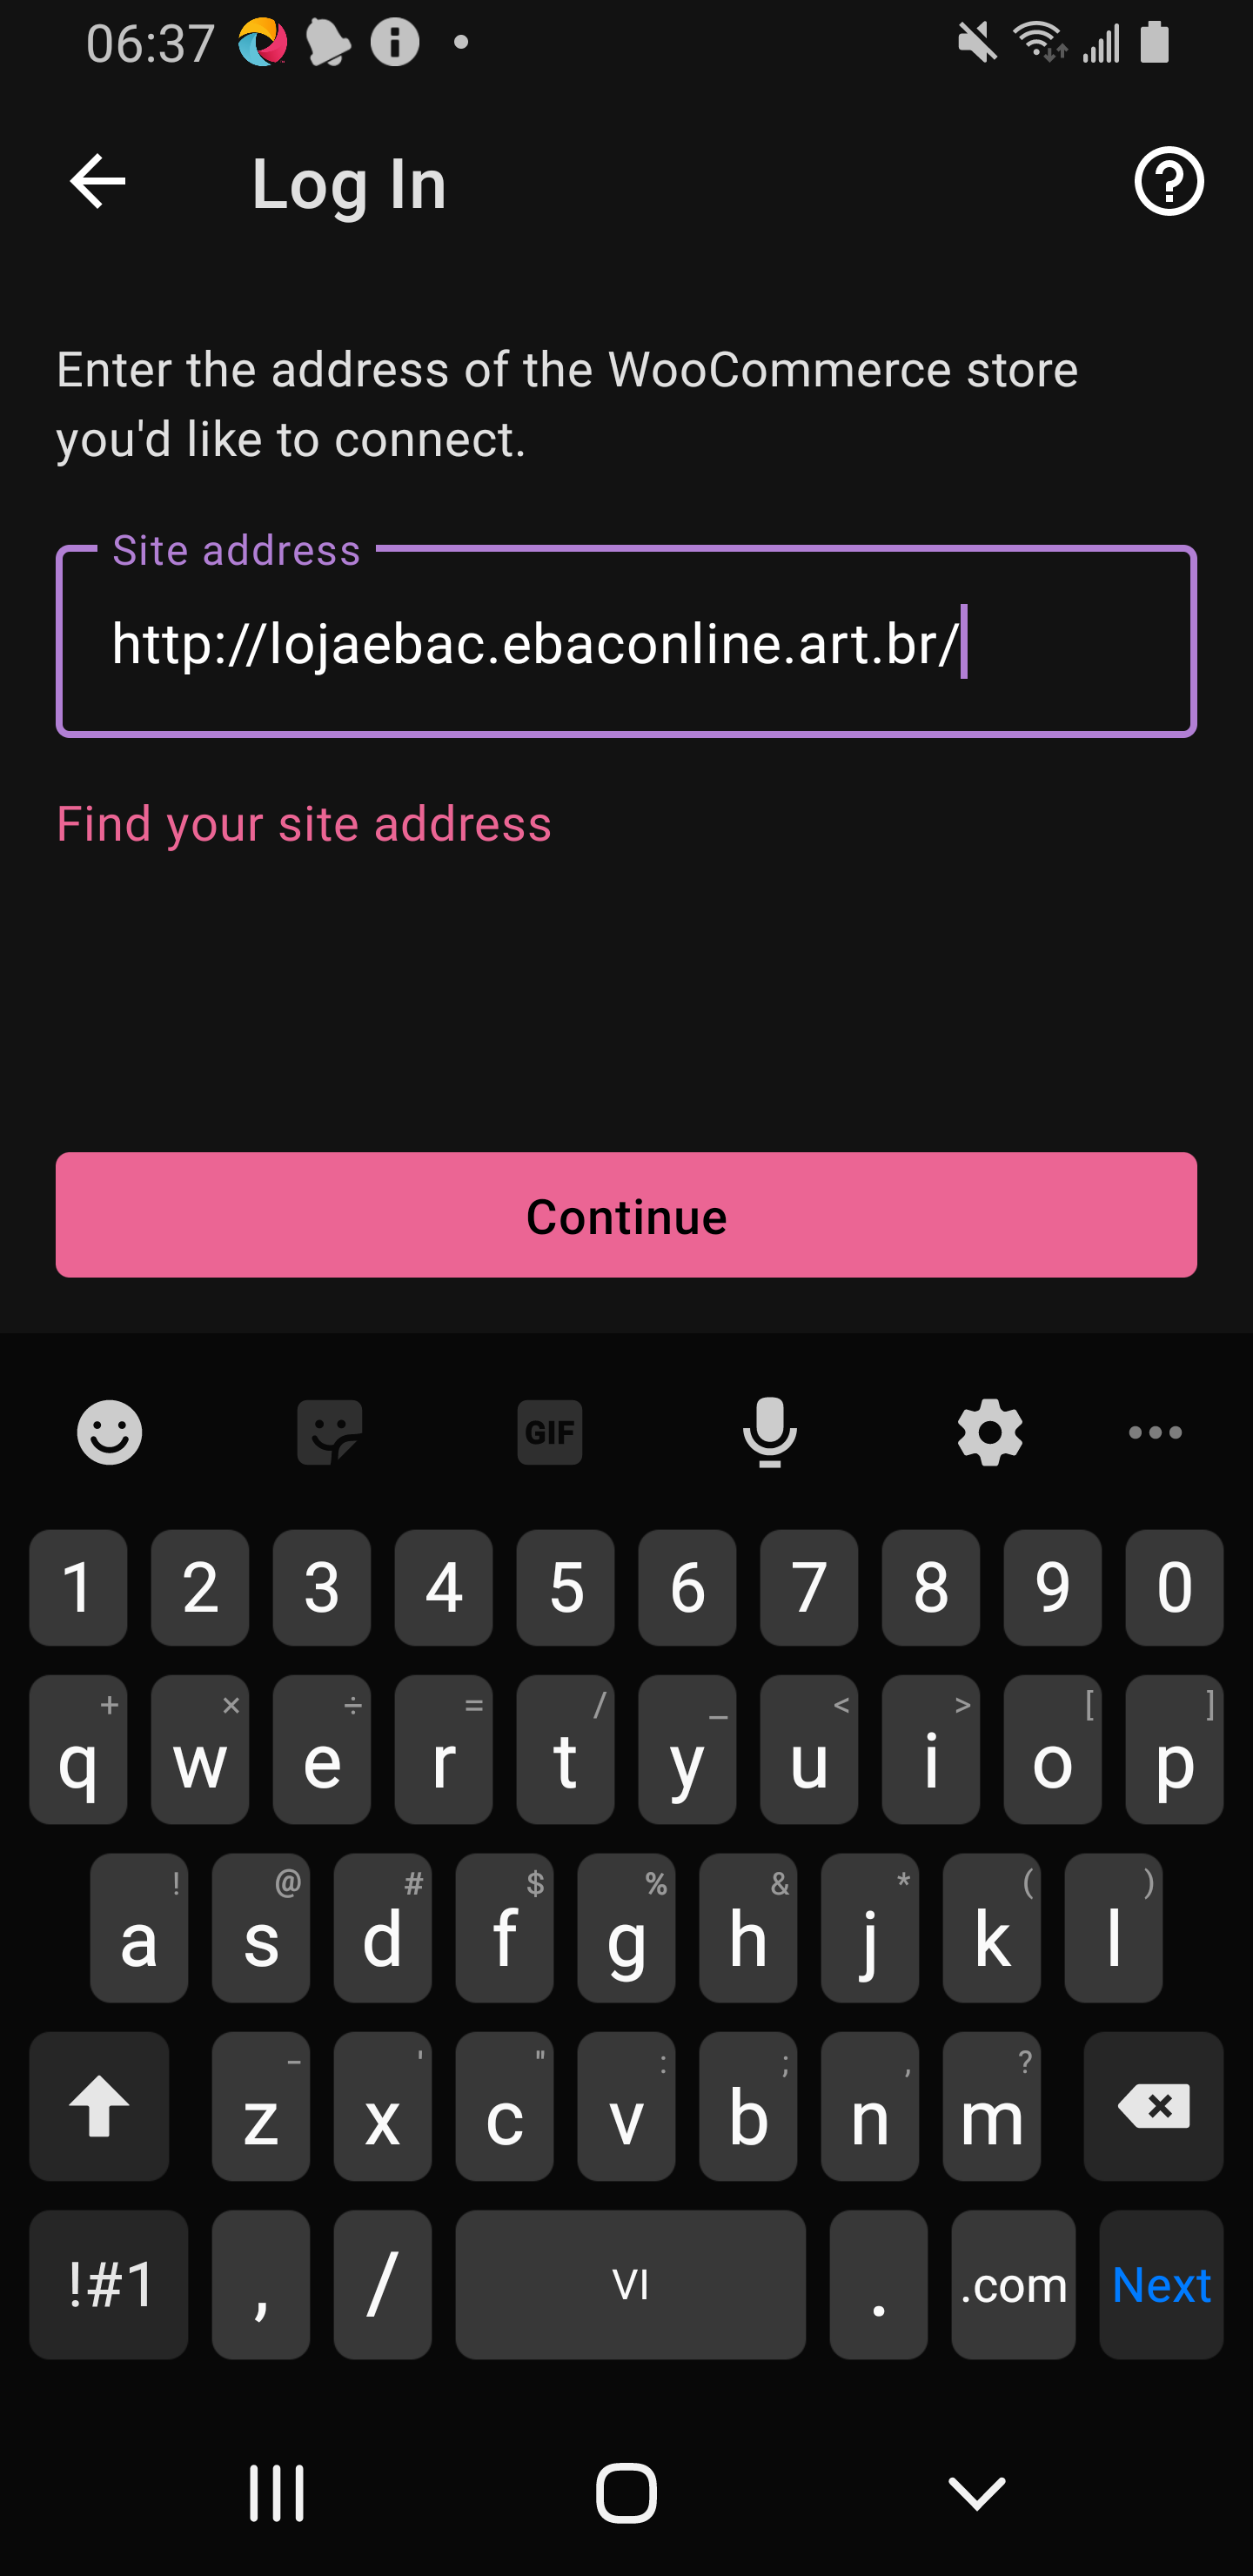 06:37
Log In
Enter the address of the WooCommerce store
you'd like to connect.
Site address
http://lojaebac.ebaconline.art.br/
Find your site address
Continue
GIF
1 2 3 4 5 6 7 8 9 0
+ × ÷ = / _ < > [ ]
q w e r t y u i o p
! @ # $ % & * ( )
a s d f g h j k l
- ' " : ; , ?
z x c v b n m
!#1 , / VI . .com Next